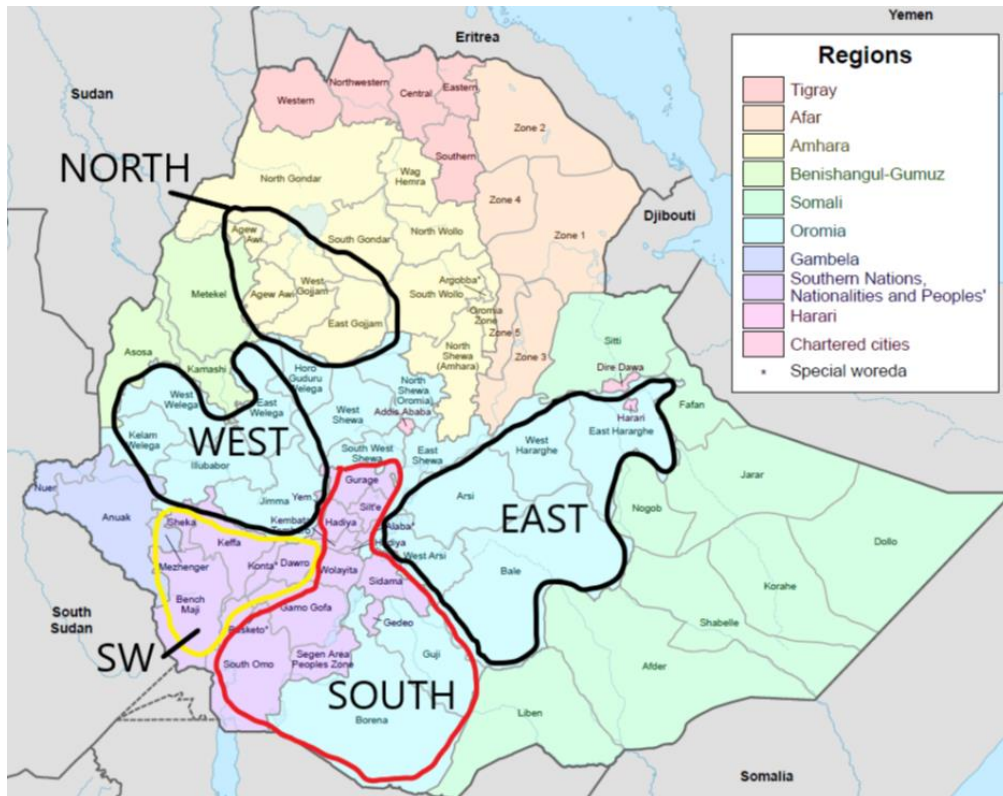 Yemen
Eritrea
Sudan
Djibouti
South
Sudan
Somalia
Regions
Tigray
Afar
Amhara
Benishangul-Gumuz
Somali
Oromia
Gambela
Southern Nations,
Nationalities and Peoples'
Harari
Chartered cities
Special woreda
NORTH
WEST
EAST
SW
SOUTH
Western
Northwestern
Central
Eastern
Southern
Zone 2
Zone 4
Zone 1
Zone 5
Zone 3
North Gondar
Wag
Hemra
South Gondar
North Wollo
Agew
Awi
West
Gojjam
Agew Awi
East Gojjam
Argobba*
South Wollo
Oromia
Zone
North
Shewa
(Amhara)
Metekel
Asosa
Kamashi
Horo
Guduru
Welega
West
Welega
East
Welega
Kelam
Welega
Illubabor
Jimma
West
Shewa
North
Shewa
(Oromia)
Addis Ababa
South West
Shewa
East
Shewa
West
Hararghe
East Hararghe
Harari
Dire Dawa
Sitti
Fafan
Jarar
Nogob
Dollo
Korahe
Shabelle
Afder
Liben
Arsi
Bale
West Arsi
Guji
Borena
Nuer
Anuak
Mezhenger
Sheka
Keffa
Bench
Maji
Konta*
Dawro
Yem
Kembata
Gurage
Silt'e
Hadiya
Alaba*
Hadiya
Wolayita
Sidama
Gamo Gofa
Gedeo
Basketo*
South Omo
Segen Area
Peoples Zone